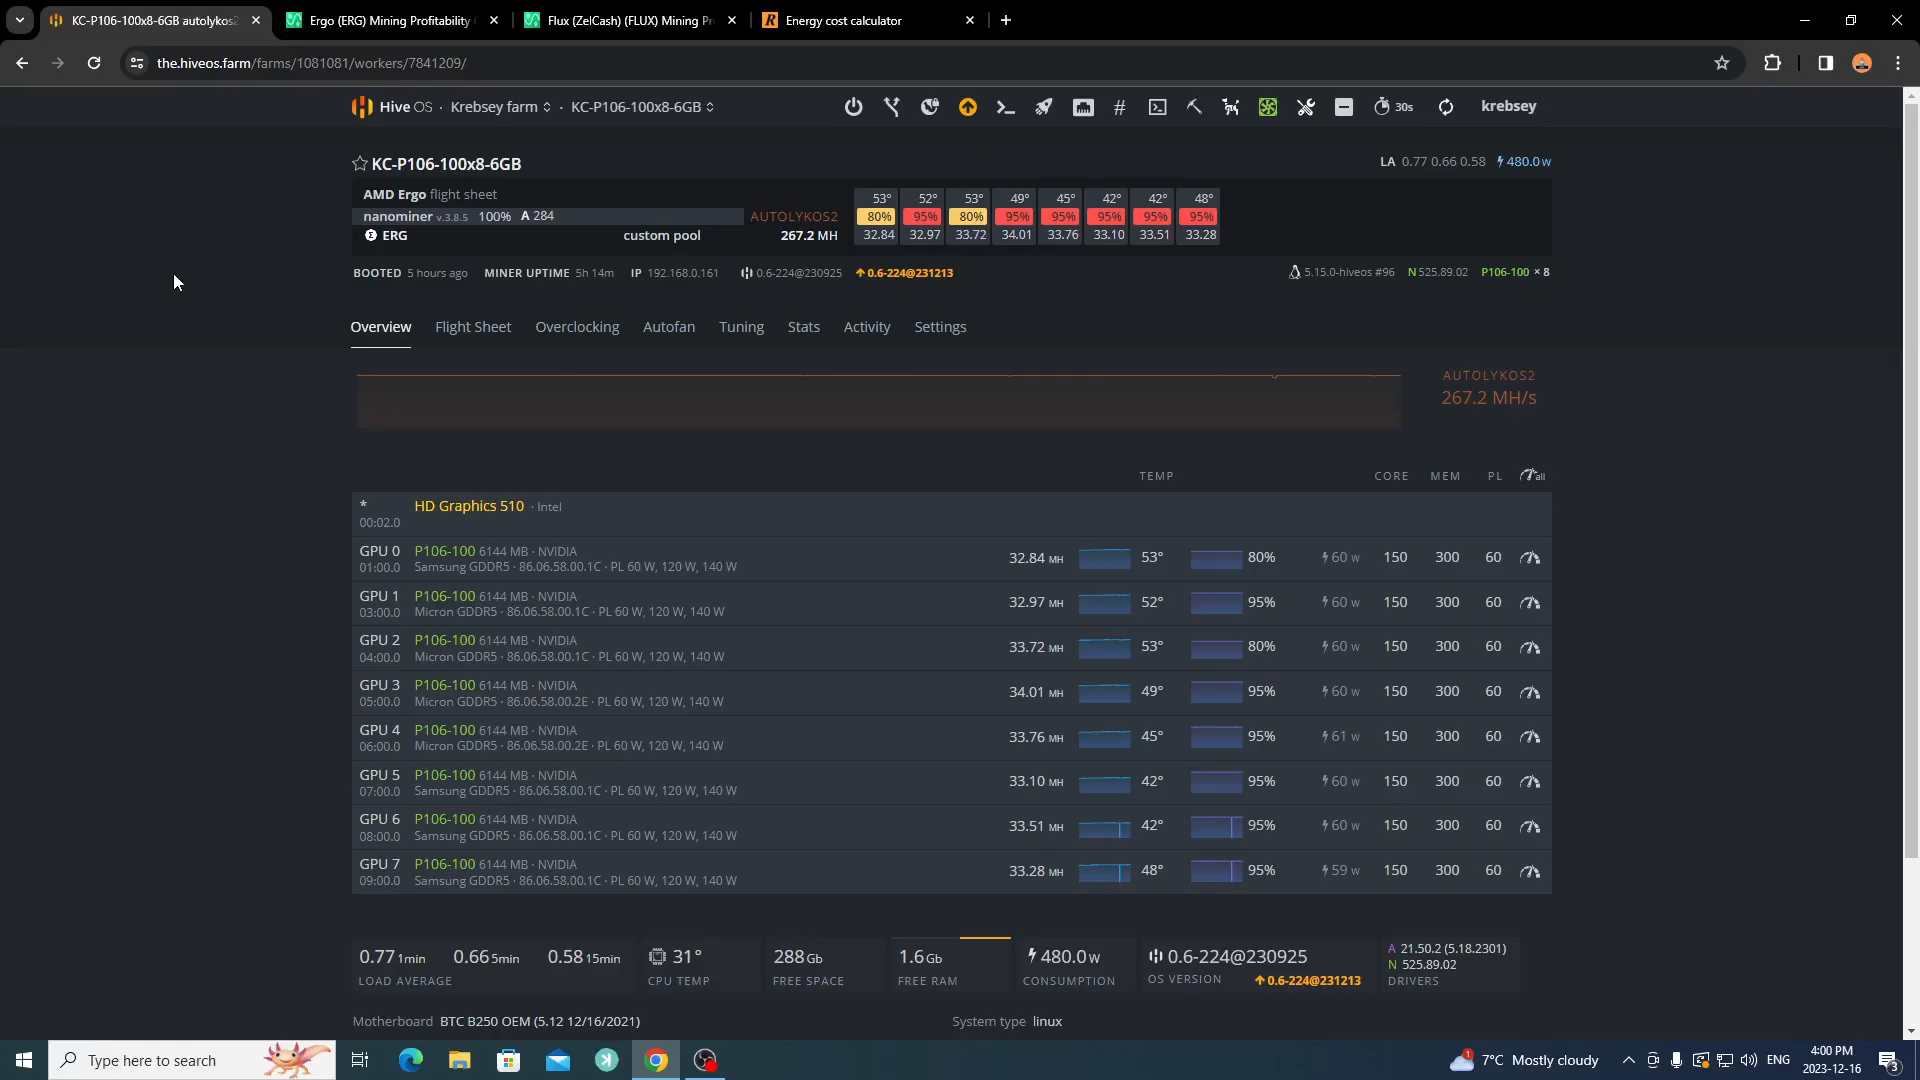 KC-P106-100x8-6GB autolykos2
Ergo (ERG) Mining Profitability
Flux (ZelCash) (FLUX) Mining Pr
Energy cost calculator
the.hiveos.farm/farms/1081081/workers/7841209/
Hive OS · Krebsey farm · KC-P106-100x8-6GB
30s
krebsey
KC-P106-100x8-6GB
LA 0.77 0.66 0.58 480.0 W
AMD Ergo flight sheet
nanominer v.3.8.5 100% A 284 AUTOLYKOS2
ERG custom pool 267.2 MH
53° 52° 53° 49° 45° 42° 42° 48°
80% 95% 80% 95% 95% 95% 95% 95%
32.84 32.97 33.72 34.01 33.76 33.10 33.51 33.28
BOOTED 5 hours ago MINER UPTIME 5h 14m IP 192.168.0.161 0.6-224@230925 0.6-224@231213
5.15.0-hiveos #96 N 525.89.02 P106-100 × 8
Overview Flight Sheet Overclocking Autofan Tuning Stats Activity Settings
AUTOLYKOS2
267.2 MH/s
TEMP CORE MEM PL all
* HD Graphics 510 · Intel
00:02.0
GPU 0 P106-100 6144 MB · NVIDIA
01:00.0 Samsung GDDR5 · 86.06.58.00.1C · PL 60 W, 120 W, 140 W
32.84 MH 53° 80% 60 W 150 300 60
GPU 1 P106-100 6144 MB · NVIDIA
03:00.0 Micron GDDR5 · 86.06.58.00.1C · PL 60 W, 120 W, 140 W
32.97 MH 52° 95% 60 W 150 300 60
GPU 2 P106-100 6144 MB · NVIDIA
04:00.0 Micron GDDR5 · 86.06.58.00.1C · PL 60 W, 120 W, 140 W
33.72 MH 53° 80% 60 W 150 300 60
GPU 3 P106-100 6144 MB · NVIDIA
05:00.0 Micron GDDR5 · 86.06.58.00.2E · PL 60 W, 120 W, 140 W
34.01 MH 49° 95% 60 W 150 300 60
GPU 4 P106-100 6144 MB · NVIDIA
06:00.0 Micron GDDR5 · 86.06.58.00.2E · PL 60 W, 120 W, 140 W
33.76 MH 45° 95% 61 W 150 300 60
GPU 5 P106-100 6144 MB · NVIDIA
07:00.0 Samsung GDDR5 · 86.06.58.00.1C · PL 60 W, 120 W, 140 W
33.10 MH 42° 95% 60 W 150 300 60
GPU 6 P106-100 6144 MB · NVIDIA
08:00.0 Samsung GDDR5 · 86.06.58.00.1C · PL 60 W, 120 W, 140 W
33.51 MH 42° 95% 60 W 150 300 60
GPU 7 P106-100 6144 MB · NVIDIA
09:00.0 Samsung GDDR5 · 86.06.58.00.1C · PL 60 W, 120 W, 140 W
33.28 MH 48° 95% 59 W 150 300 60
0.77 1min 0.66 5min 0.58 15min
LOAD AVERAGE
31°
CPU TEMP
288 Gb
FREE SPACE
1.6 Gb
FREE RAM
480.0 W
CONSUMPTION
0.6-224@230925
OS VERSION 0.6-224@231213
A 21.50.2 (5.18.2301)
N 525.89.02
DRIVERS
Motherboard BTC B250 OEM (5.12 12/16/2021)
System type linux
Type here to search
1
7°C Mostly cloudy
ENG
4:00 PM
2023-12-16
3